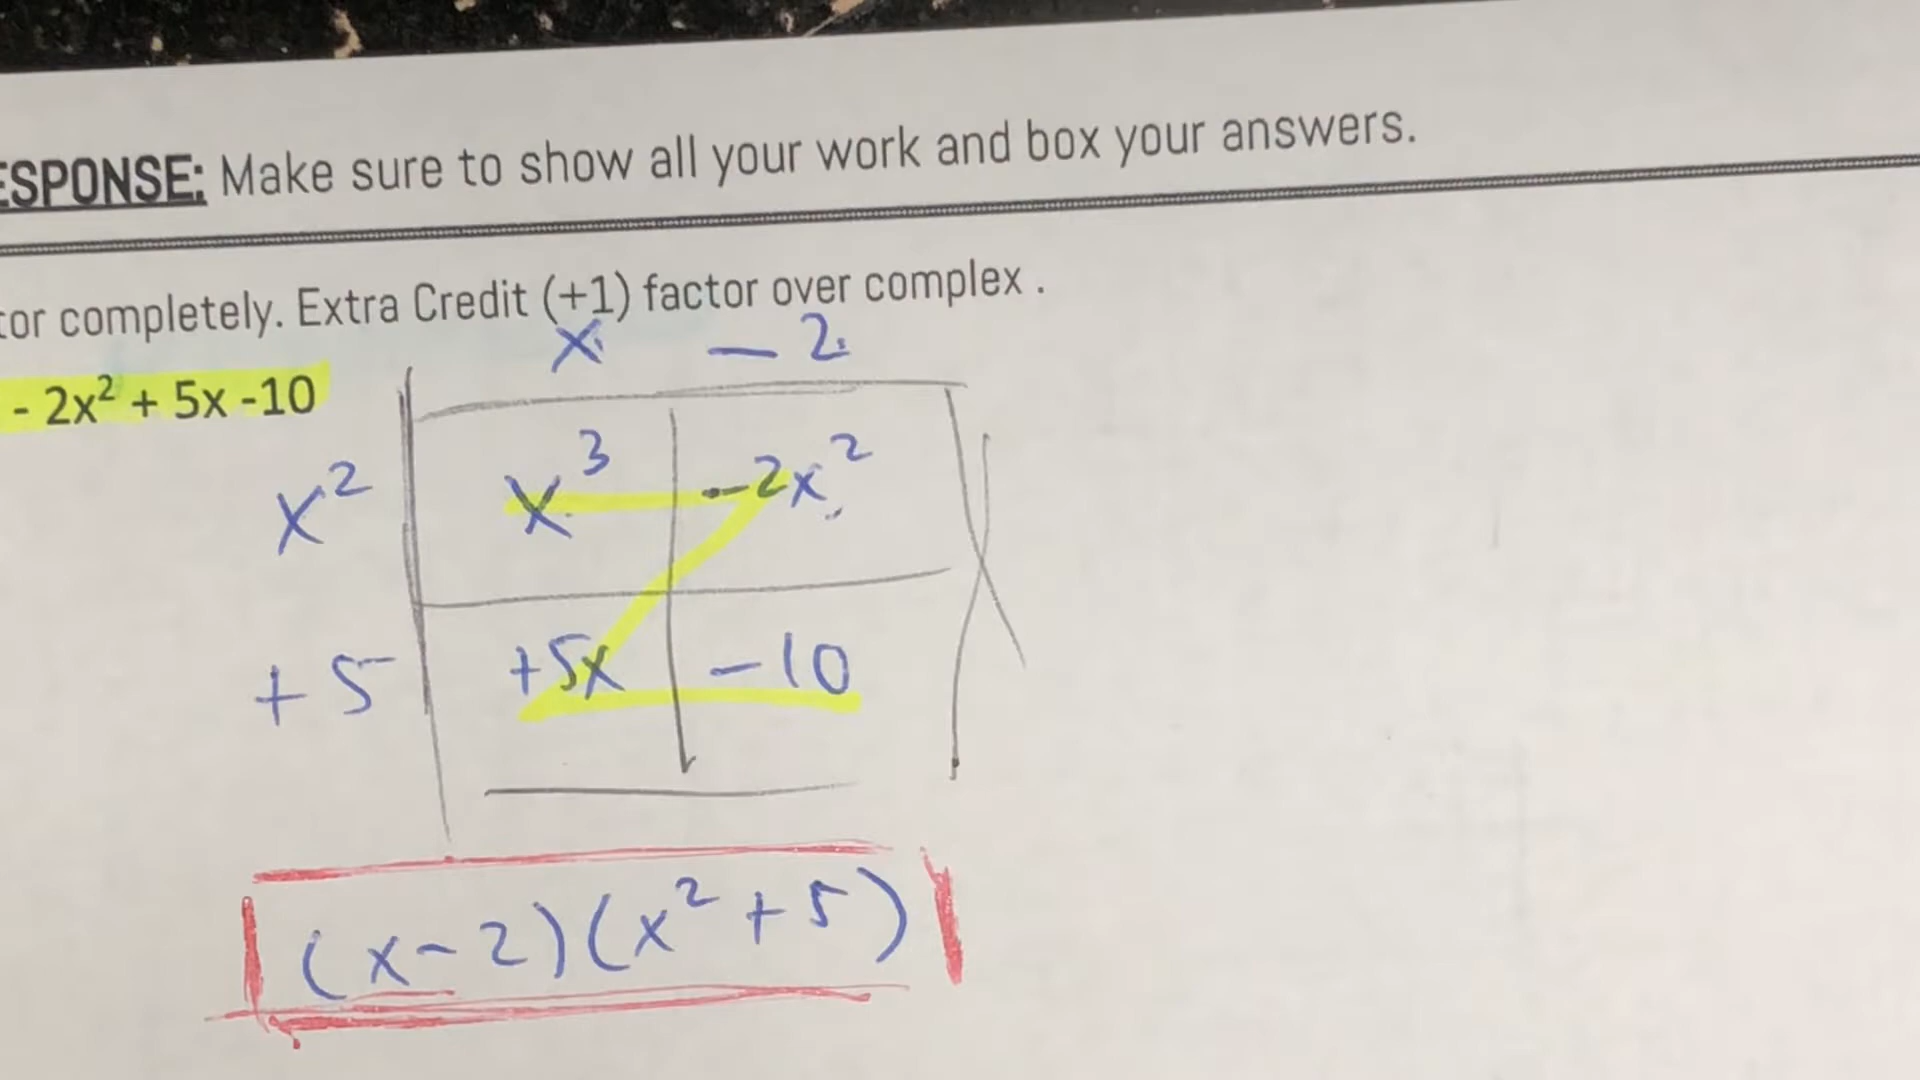 ESPONSE: Make sure to show all your work and box your answers.
tor completely. Extra Credit (+1) factor over complex .
- 2x² + 5x -10
x - 2
x² x³ -2x²
+5 +5x -10
(x-2)(x²+5)